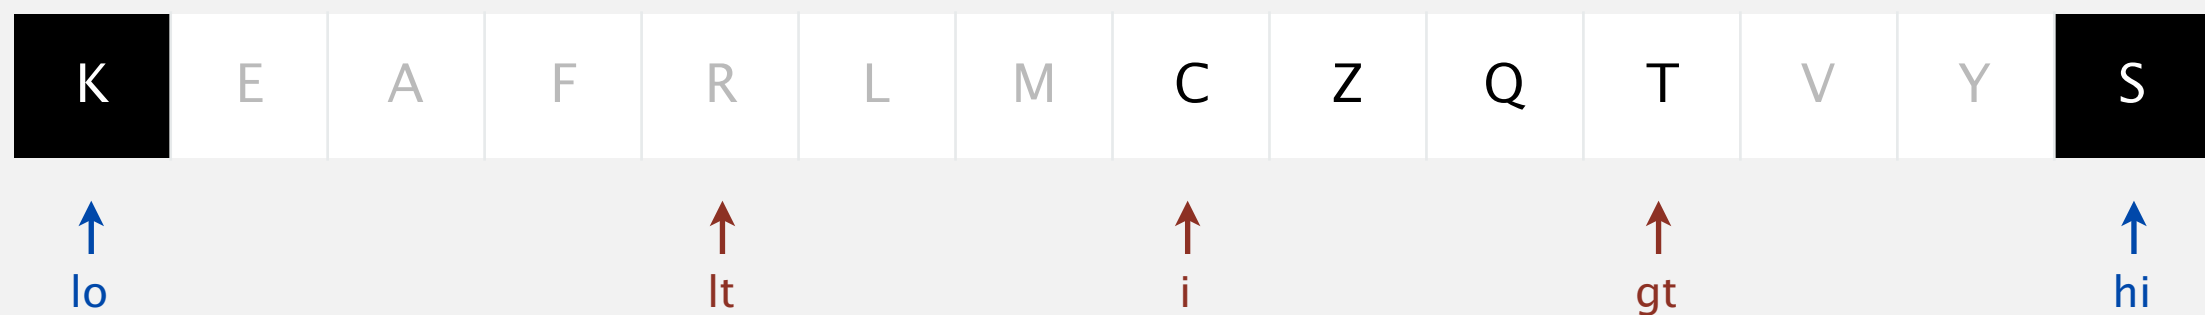 K E A F R L M C Z Q T V Y S
lo lt i gt hi